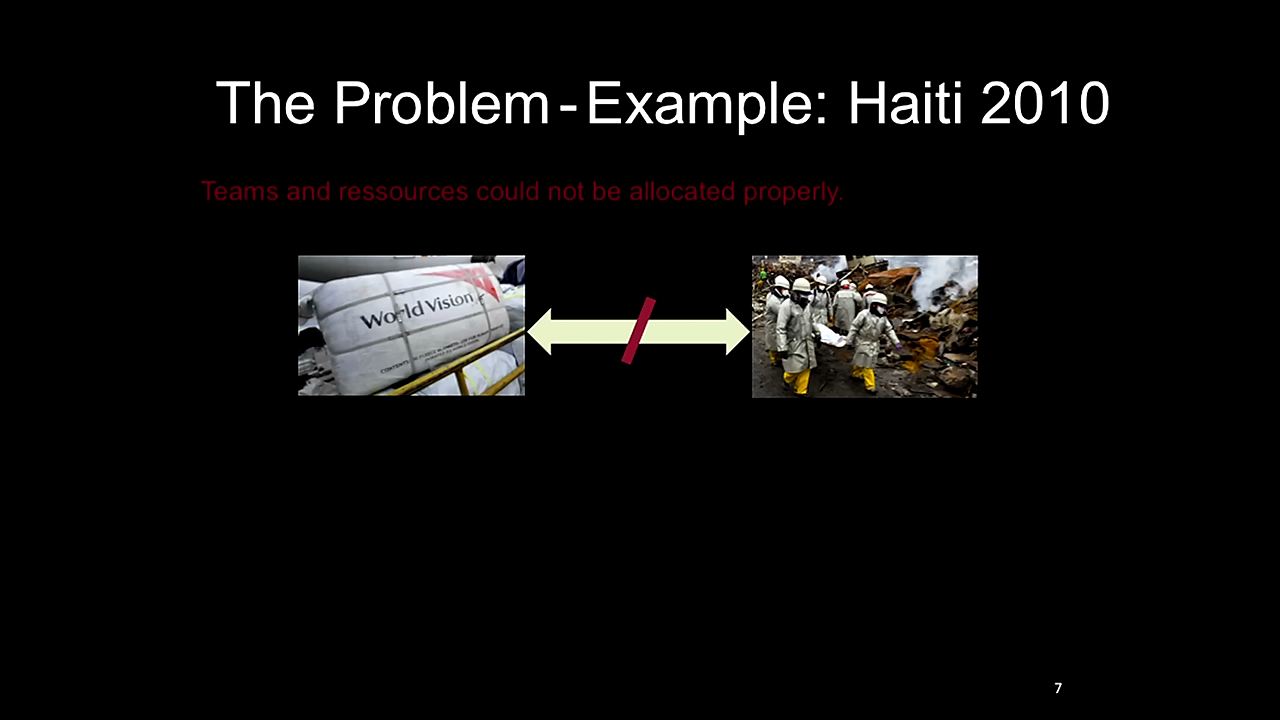 The Problem - Example: Haiti 2010
Teams and ressources could not be allocated properly.
World Vision
7